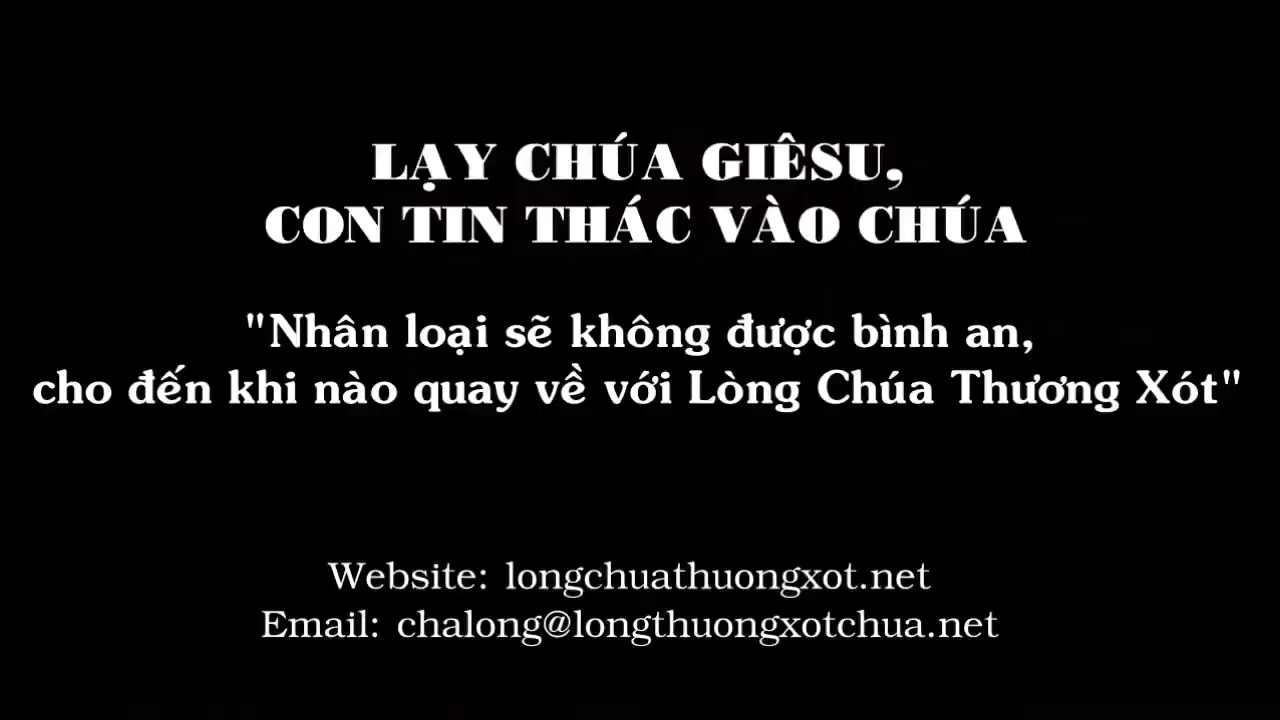 LẠY CHÚA GIÊSU,
CON TIN THÁC VÀO CHÚA
"Nhân loại sẽ không được bình an,
cho đến khi nào quay về với Lòng Chúa Thương Xót"
Website: longchuathuongxot.net
Email: chalong@longthuongxotchua.net